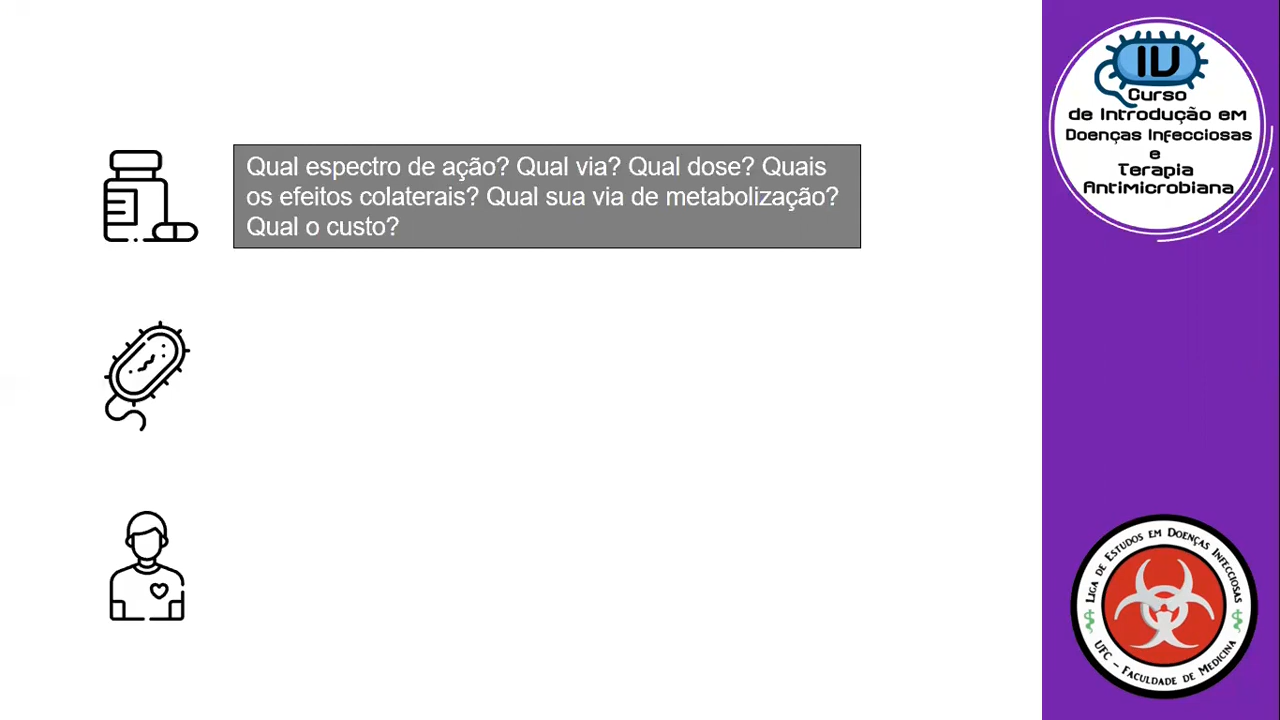 Qual espectro de ação? Qual via? Qual dose? Quais
os efeitos colaterais? Qual sua via de metabolização?
Qual o custo?
IV
Curso
de Introdução em
Doenças Infecciosas
e
Terapia
Antimicrobiana
Liga de Estudos em Doenças Infecciosas
UFC – Faculdade de Medicina